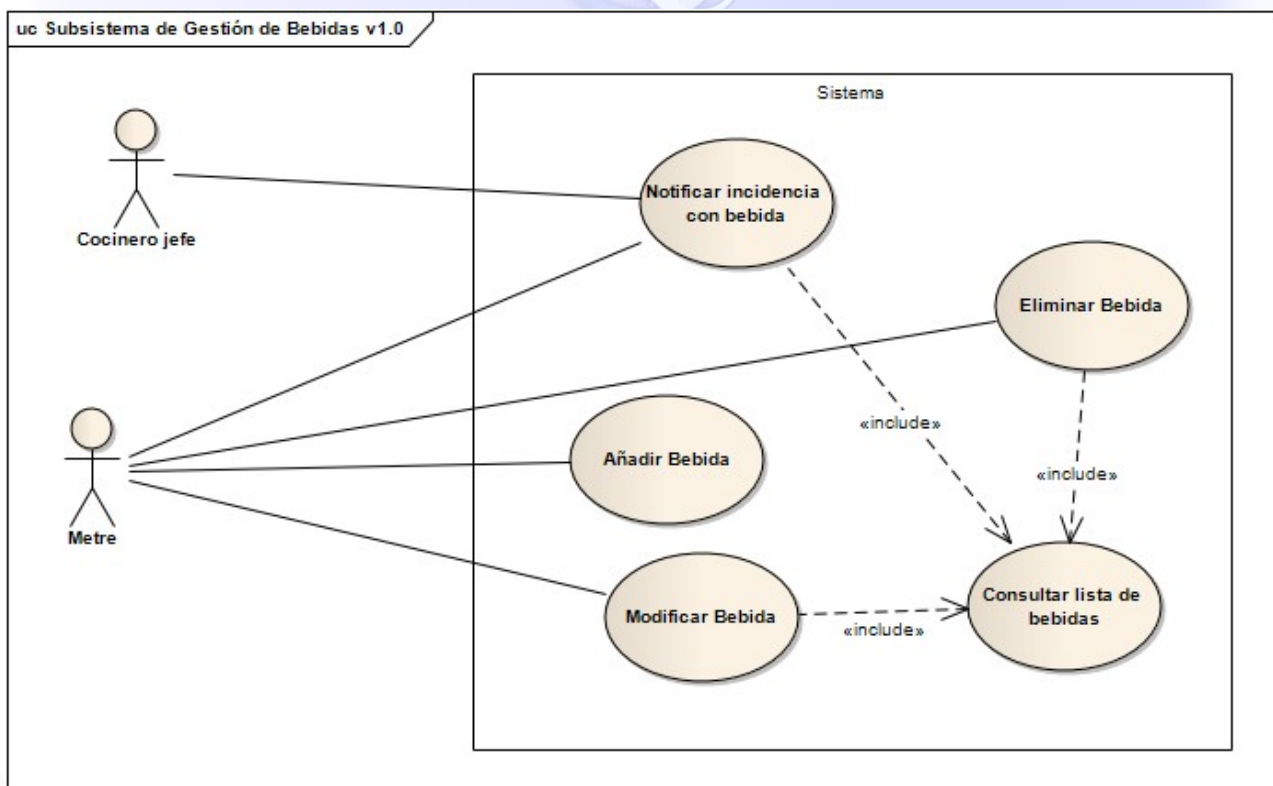 uc Subsistema de Gestión de Bebidas v1.0
Sistema
Cocinero jefe
Notificar incidencia
con bebida
Eliminar Bebida
«include»
Añadir Bebida
«include»
Metre
Modificar Bebida
«include»
Consultar lista de
bebidas